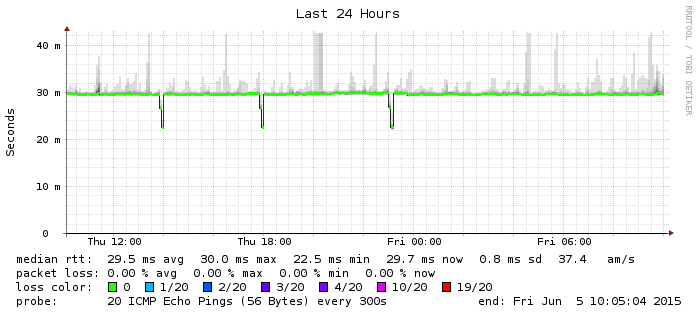 Last 24 Hours
RRDTOOL / TOBI OETIKER
Seconds
40 m
30 m
20 m
10 m
0
Thu 12:00 Thu 18:00 Fri 00:00 Fri 06:00
median rtt: 29.5 ms avg 30.0 ms max 22.5 ms min 29.7 ms now 0.8 ms sd 37.4 am/s
packet loss: 0.00 % avg 0.00 % max 0.00 % min 0.00 % now
loss color: 0 1/20 2/20 3/20 4/20 10/20 19/20
probe: 20 ICMP Echo Pings (56 Bytes) every 300s end: Fri Jun 5 10:05:04 2015